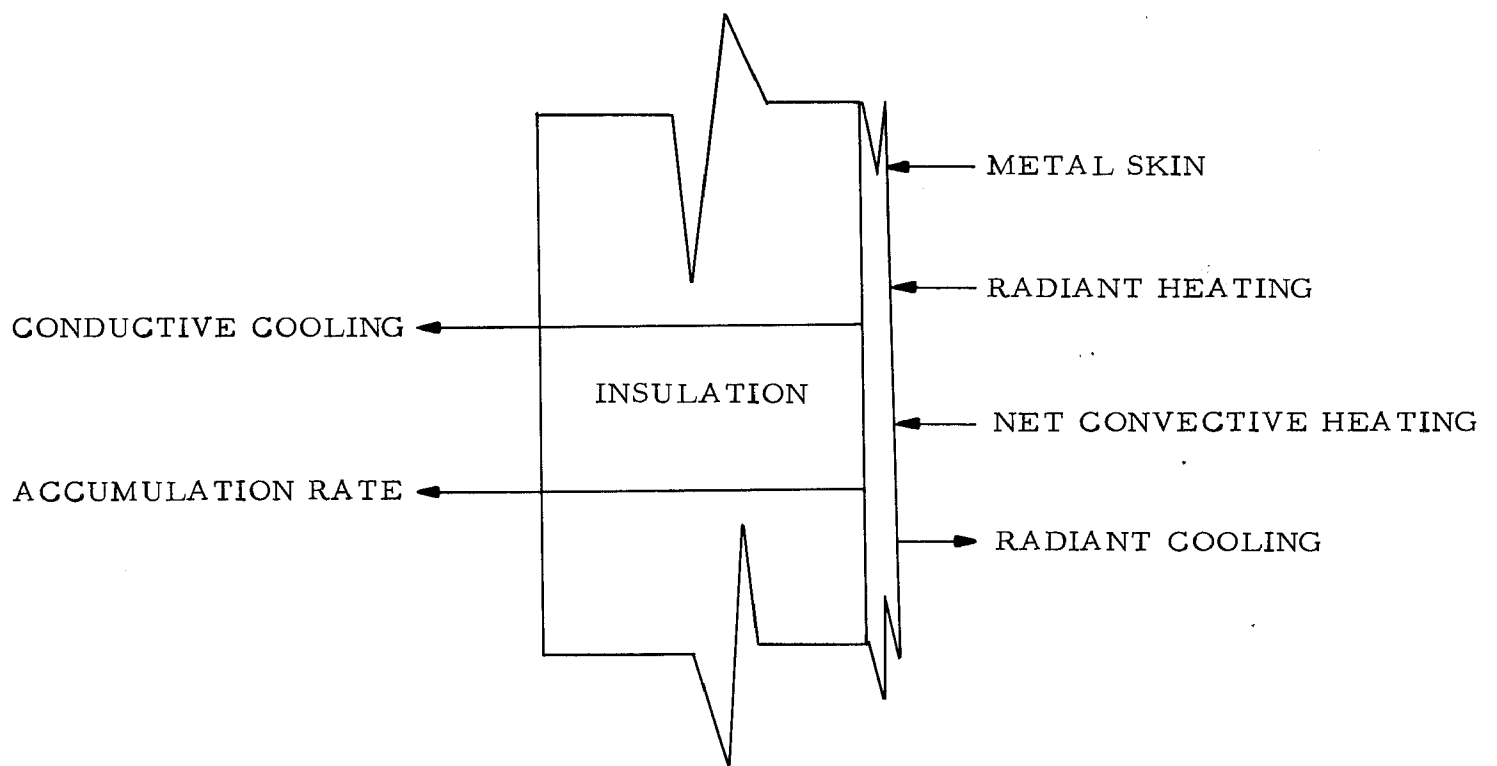 METAL SKIN
RADIANT HEATING
CONDUCTIVE COOLING
INSULATION
NET CONVECTIVE HEATING
ACCUMULATION RATE
RADIANT COOLING